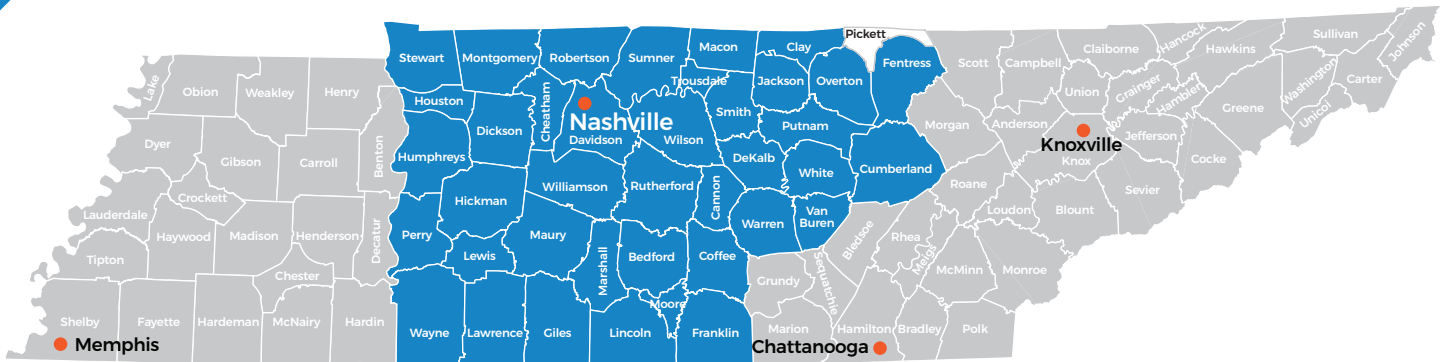 Stewart
Montgomery
Robertson
Sumner
Macon
Clay
Pickett
Fentress
Scott
Campbell
Claiborne
Hancock
Hawkins
Sullivan
Johnson
Lake
Obion
Weakley
Henry
Houston
Cheatham
Trousdale
Jackson
Overton
Union
Grainger
Hamblen
Washington
Carter
Unicoi
Greene
Dyer
Gibson
Carroll
Benton
Humphreys
Dickson
Nashville
Davidson
Wilson
Smith
Putnam
Morgan
Anderson
Knoxville
Knox
Jefferson
Cocke
DeKalb
White
Cumberland
Lauderdale
Crockett
Hickman
Williamson
Rutherford
Cannon
Warren
Van
Buren
Roane
Loudon
Blount
Sevier
Tipton
Haywood
Madison
Henderson
Decatur
Perry
Lewis
Maury
Marshall
Bedford
Coffee
Bledsoe
Rhea
Meigs
McMinn
Monroe
Chester
Moore
Grundy
Sequatchie
Shelby
Fayette
Hardeman
McNairy
Hardin
Wayne
Lawrence
Giles
Lincoln
Franklin
Marion
Hamilton
Bradley
Polk
Memphis
Chattanooga